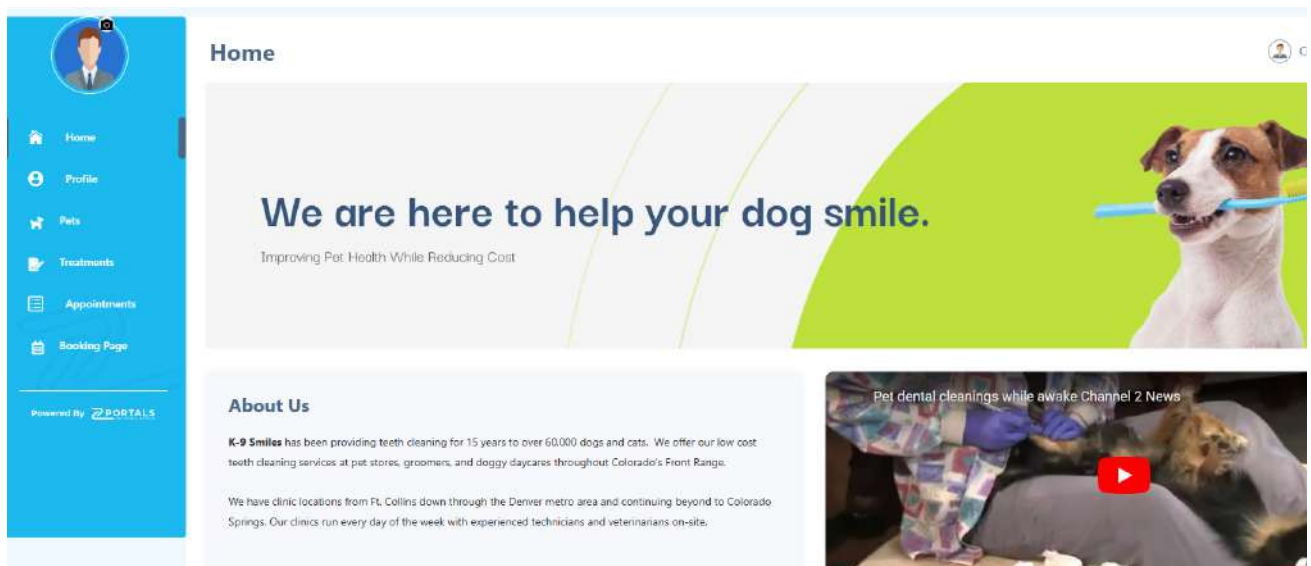 Home
C
We are here to help your dog smile.
Improving Pet Health While Reducing Cost
Home
Profile
Pets
Treatments
Appointments
Booking Page
Powered By ZPORTALS
About Us
K-9 Smiles has been providing teeth cleaning for 15 years to over 60,000 dogs and cats. We offer our low cost
teeth cleaning services at pet stores, groomers, and doggy daycares throughout Colorado's Front Range.
We have clinic locations from Ft. Collins down through the Denver metro area and continuing beyond to Colorado
Springs. Our clinics run every day of the week with experienced technicians and veterinarians on-site.
Pet dental cleanings while awake Channel 2 News